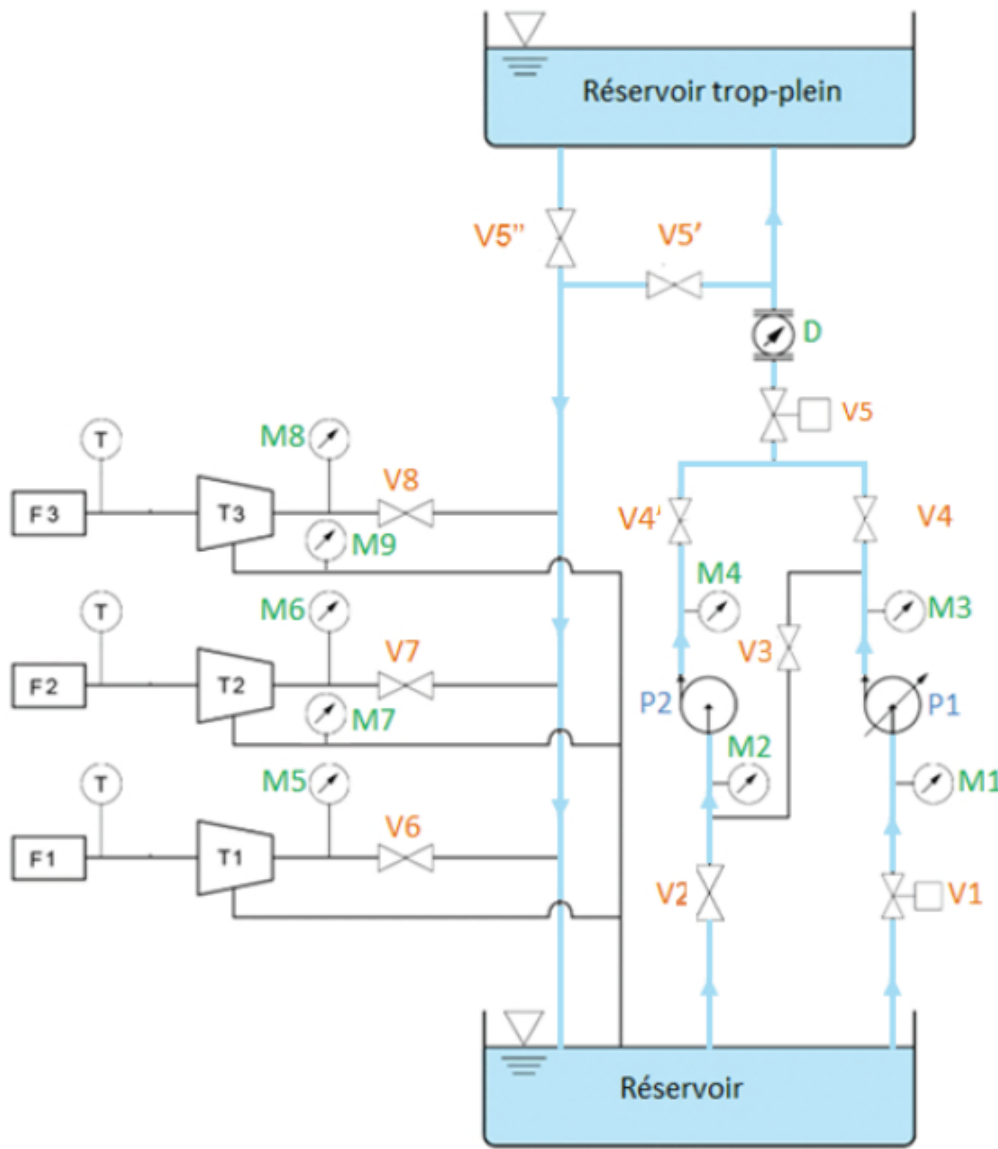 Réservoir trop-plein
V5"
V5'
D
V5
T
M8
V8
F3
T3
V4'
V4
M9
M4
T
M6
M3
V7
V3
F2
T2
P2
P1
M7
M2
T
M5
M1
V6
F1
T1
V2
V1
Réservoir